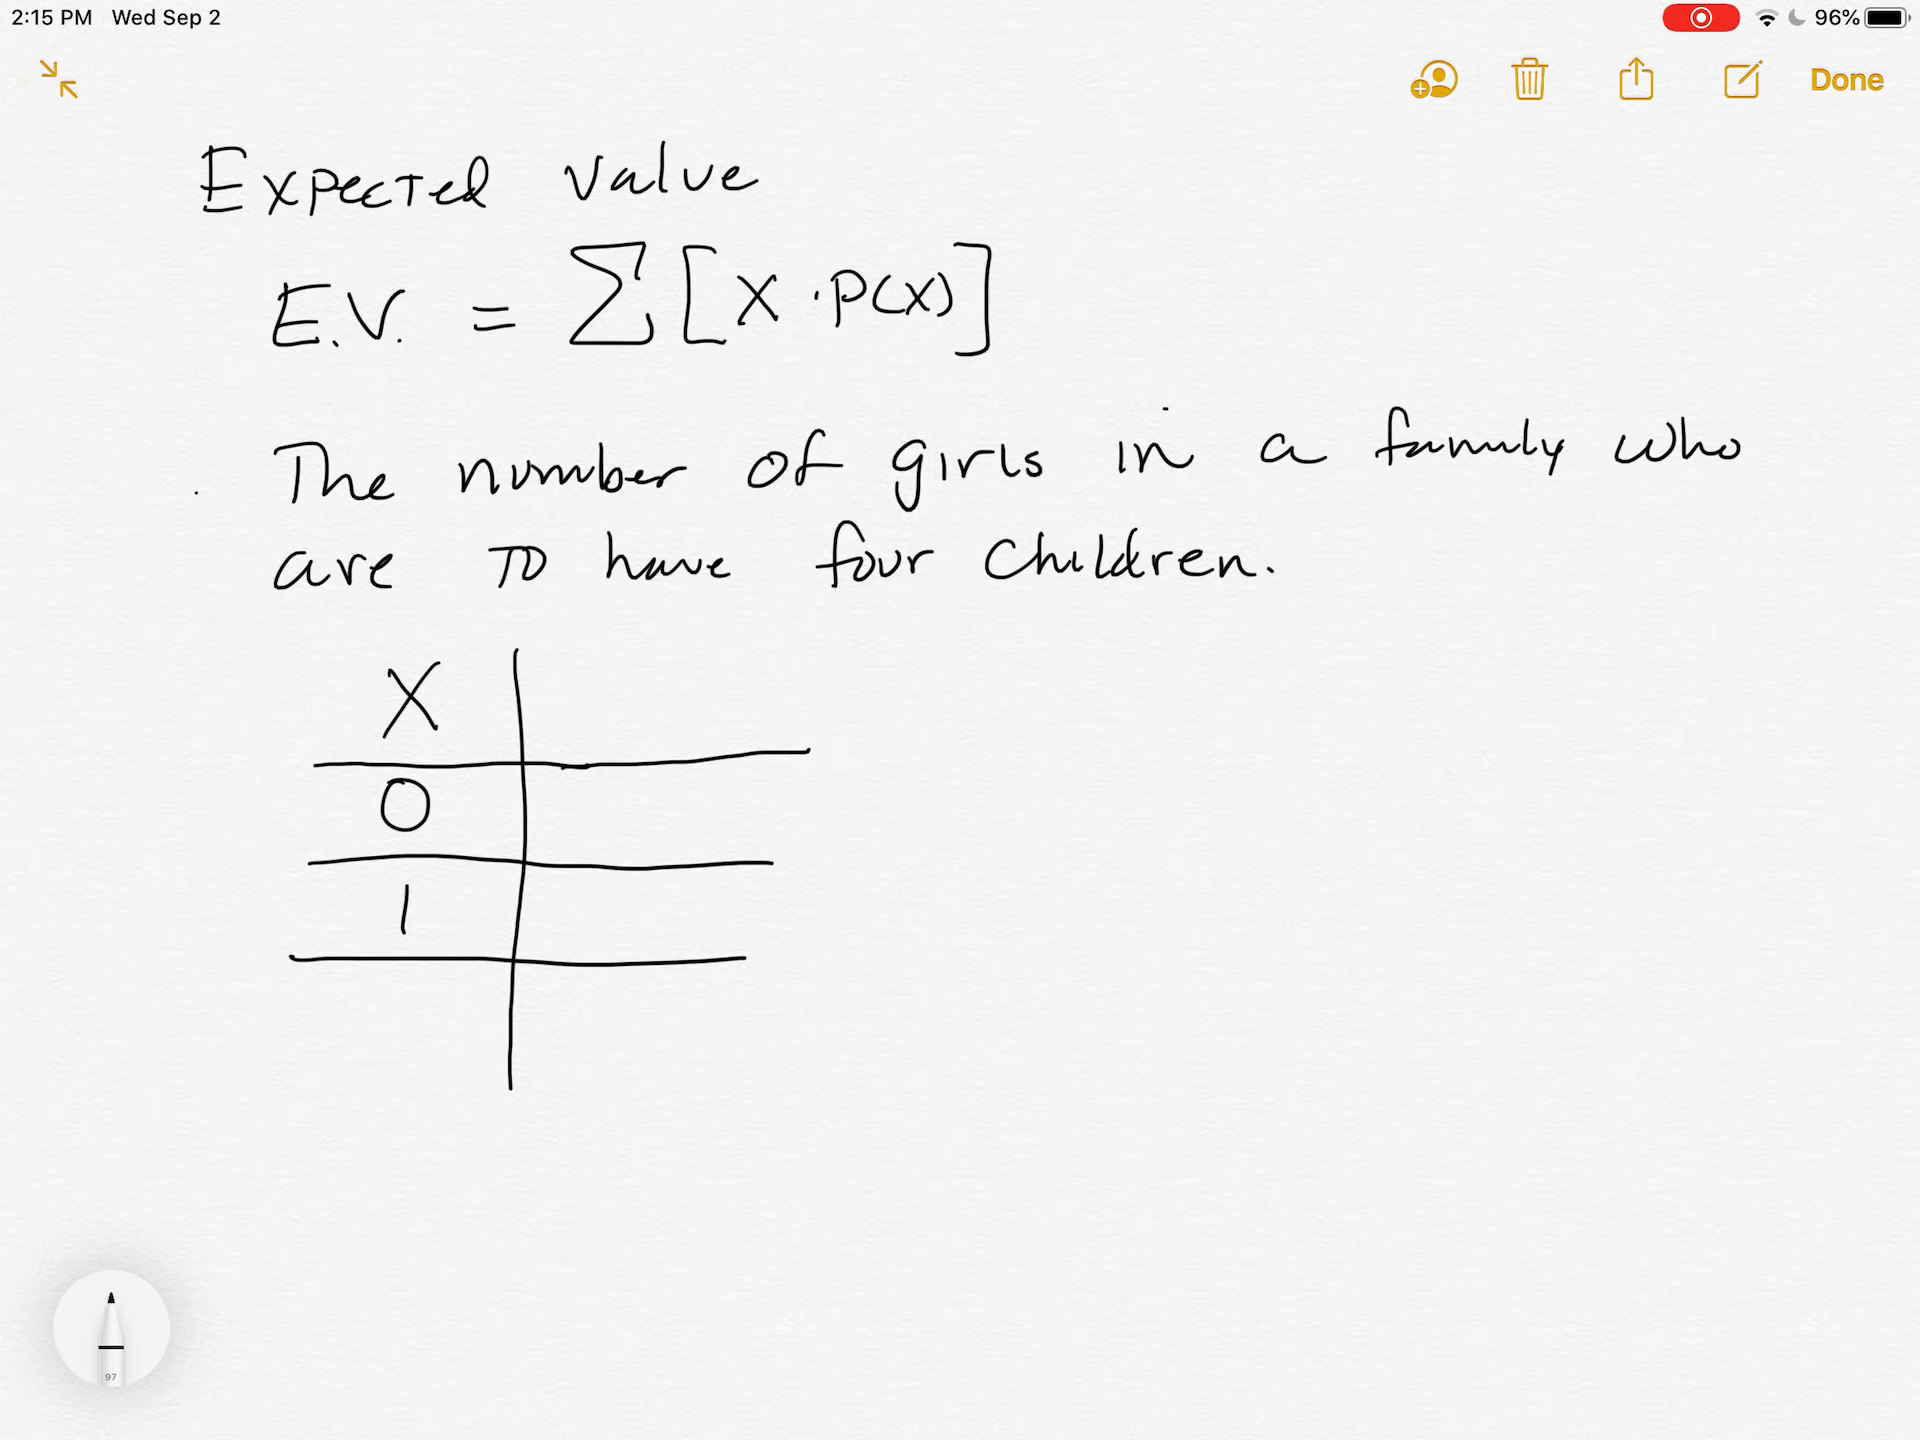 2:15 PM Wed Sep 2
96%
Done
Expected value
E.V. = ∑[x · P(x)]
The number of girls in a family who
are to have four children.
X
0
1
97